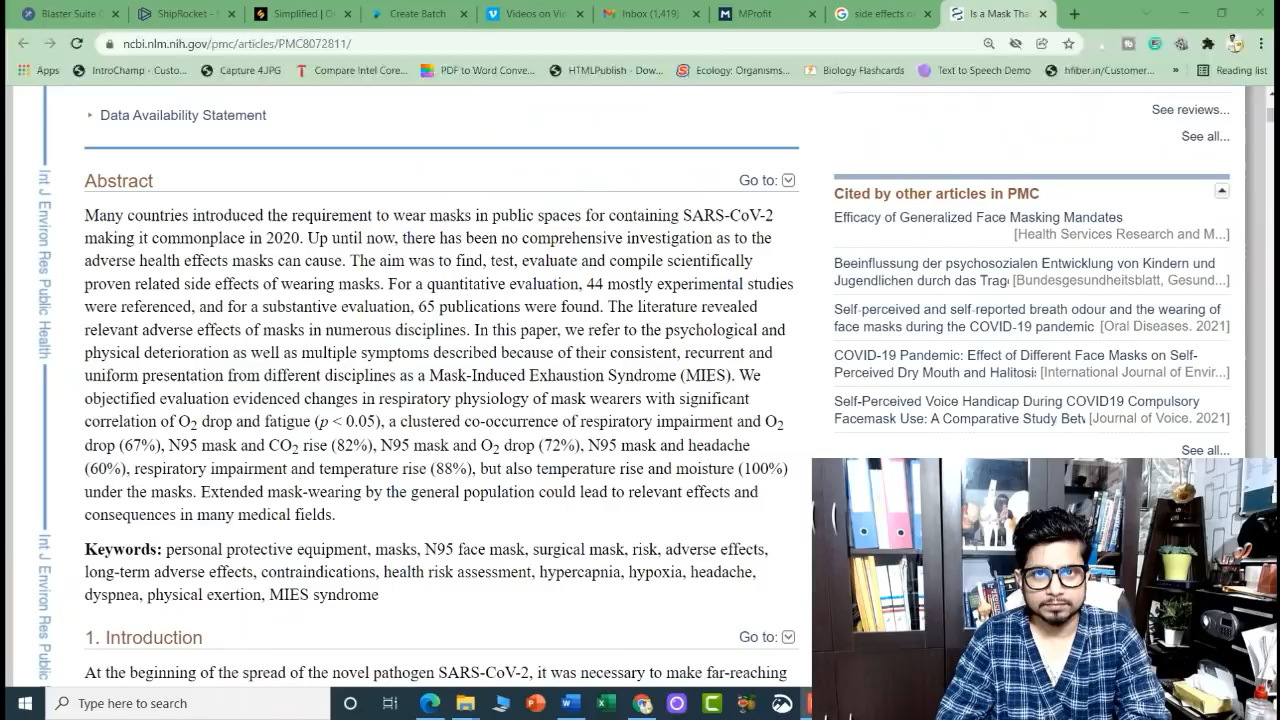 Blaster Suite
ShipRocket -
Simplified
Create Batch
Videos on Vi
Inbox (1,419)
MProfit
side effects o
Is a Mask Tha
ncbi.nlm.nih.gov/pmc/articles/PMC8072811/
Apps
IntroChamp - Custo...
Capture 4JPG
Compare Intel Core...
PDF to Word Conve...
HTMLPublish - Dow...
Ecology: Organisms...
Biology Flashcards
Text to Speech Demo
hfiber.in/Customer...
»
Reading list
Data Availability Statement
Abstract
Go to:
Many countries introduced the requirement to wear masks in public spaces for containing SARS-CoV-2
making it commonplace in 2020. Up until now, there has been no comprehensive investigation as to the
adverse health effects masks can cause. The aim was to find, test, evaluate and compile scientifically
proven related side effects of wearing masks. For a quantitative evaluation, 44 mostly experimental studies
were referenced, and for a substantive evaluation, 65 publications were found. The literature revealed
relevant adverse effects of masks in numerous disciplines. In this paper, we refer to the psychological and
physical deterioration as well as multiple symptoms described because of their consistent, recurrent and
uniform presentation from different disciplines as a Mask-Induced Exhaustion Syndrome (MIES). We
objectified evaluation evidenced changes in respiratory physiology of mask wearers with significant
correlation of O2 drop and fatigue (p < 0.05), a clustered co-occurrence of respiratory impairment and O2
drop (67%), N95 mask and CO2 rise (82%), N95 mask and O2 drop (72%), N95 mask and headache
(60%), respiratory impairment and temperature rise (88%), but also temperature rise and moisture (100%)
under the masks. Extended mask-wearing by the general population could lead to relevant effects and
consequences in many medical fields.
Keywords: personal protective equipment, masks, N95 face mask, surgical mask, risk, adverse effects,
long-term adverse effects, contraindications, health risk assessment, hypercapnia, hypoxia, headache,
dyspnea, physical exertion, MIES syndrome
1. Introduction
Go to:
At the beginning of the spread of the novel pathogen SARS-CoV-2, it was necessary to make far-reaching
Int J Environ Res Public Health
Int J Environ Res Public
See reviews...
See all...
Cited by other articles in PMC
Efficacy of Generalized Face Masking Mandates
[Health Services Research and M...]
Beeinflussung der psychosozialen Entwicklung von Kindern und
Jugendlichen durch das Trag [Bundesgesundheitsblatt, Gesund...]
Self-perceived and self-reported breath odour and the wearing of
face masks during the COVID-19 pandemic [Oral Diseases. 2021]
COVID-19 Pandemic: Effect of Different Face Masks on Self-
Perceived Dry Mouth and Halitosi [International Journal of Envir...]
Self-Perceived Voice Handicap During COVID19 Compulsory
Facemask Use: A Comparative Study Betv [Journal of Voice. 2021]
See all...
Type here to search